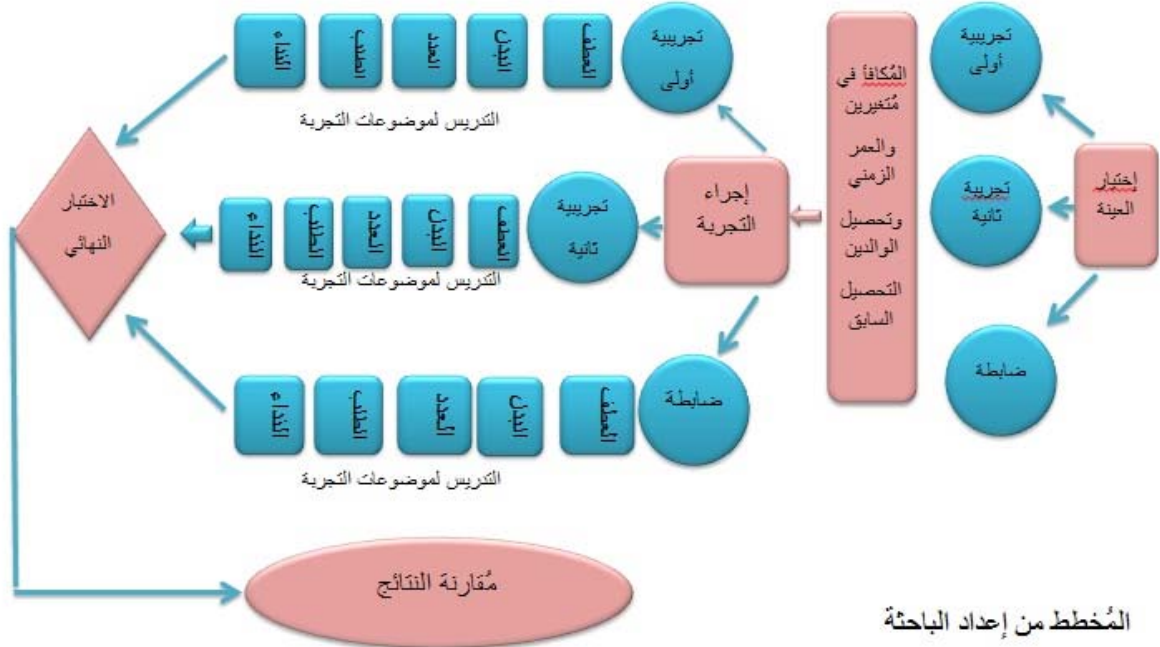 إختبار
العينة
تجريبية
أولى
تجريبية
ثانية
ضابطة
المُكافأ في
مُتغيرين
والعمر
الزمني
وتحصيل
الوالدين
التحصيل
السابق
إجراء
التجربة
تجريبية
أولى
العطف
البدل
العدد
الطلب
النداء
التدريس لموضوعات التجربة
تجريبية
ثانية
العطف
البدل
العدد
الطلب
النداء
التدريس لموضوعات التجربة
ضابطة
العطف
البدل
العدد
الطلب
النداء
التدريس لموضوعات التجربة
الاختبار
النهائي
مُقارنة النتائج
المُخطط من إعداد الباحثة